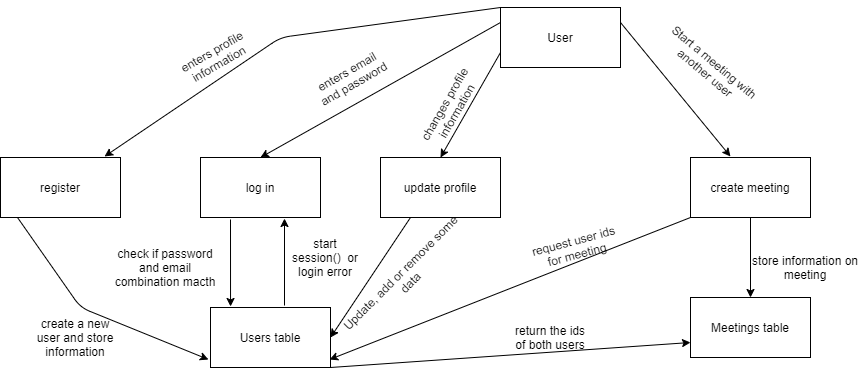 User
enters profile
information
enters email
and password
changes profile
information
Start a meeting with
another user
register
log in
update profile
create meeting
check if password
and email
combination macth
start
session() or
login error
Update, add or remove some
data
request user ids
for meeting
store information on
meeting
create a new
user and store
information
Users table
return the ids
of both users
Meetings table